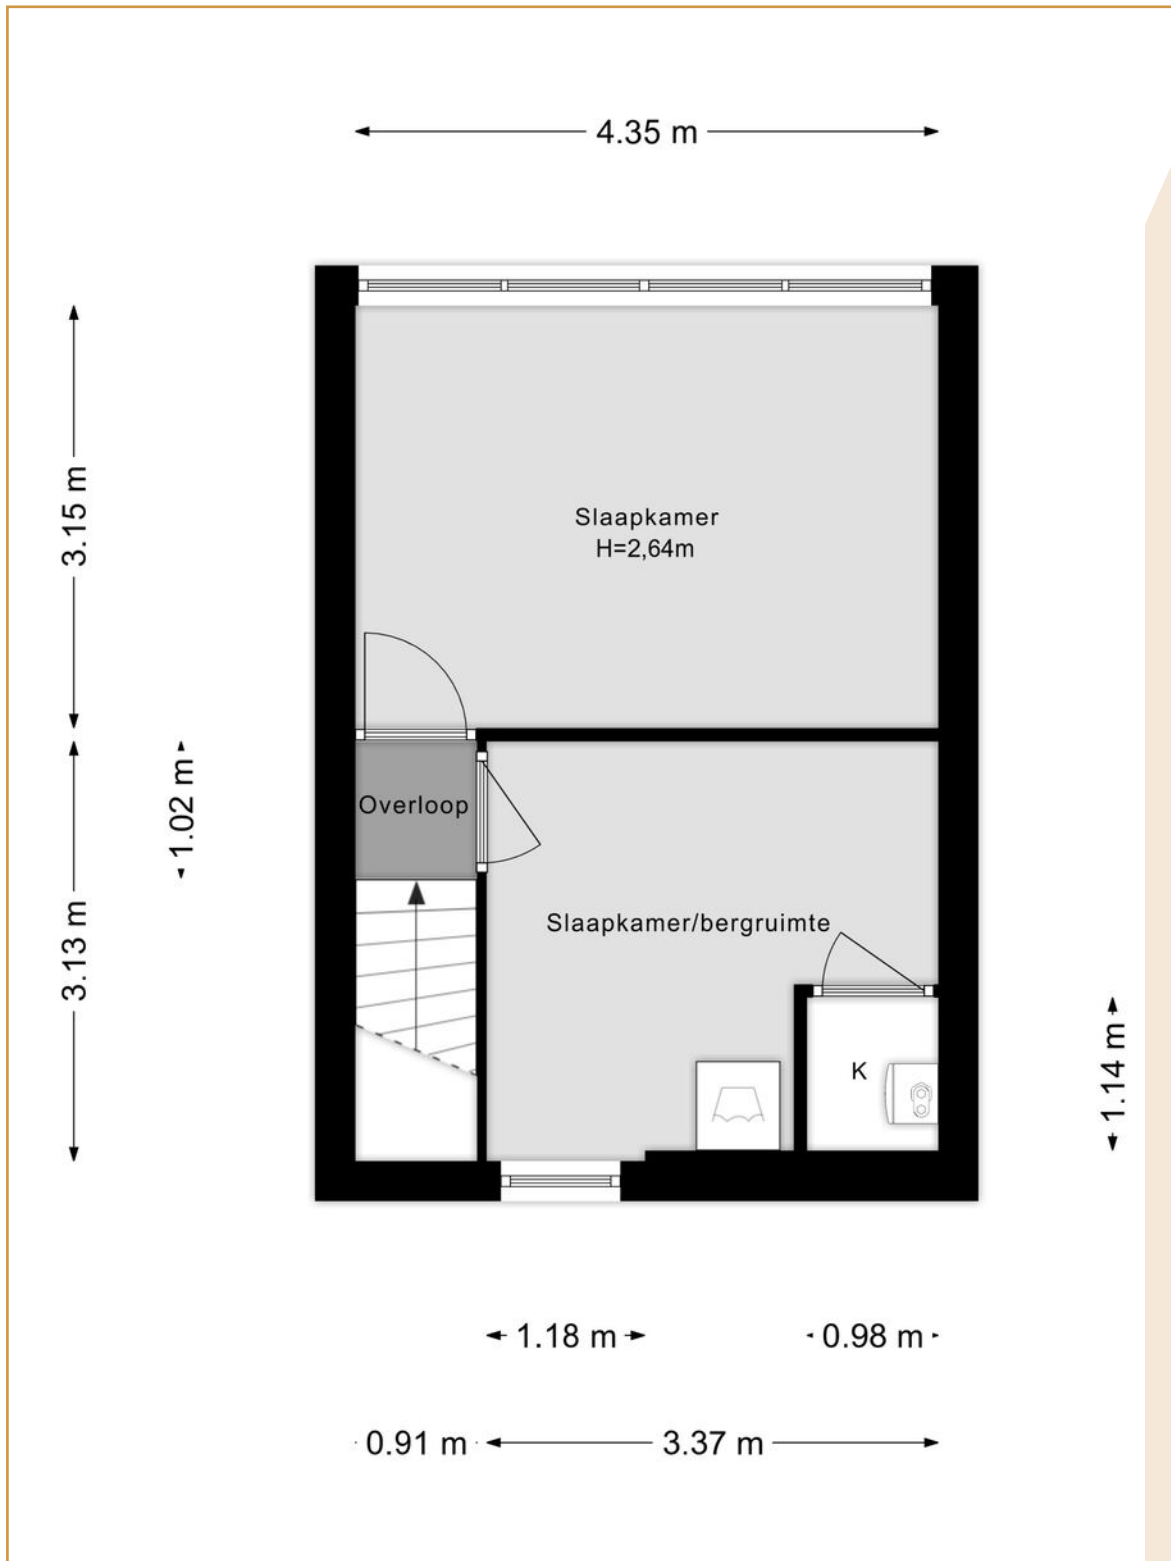 4.35 m
3.15 m
Slaapkamer
H=2,64m
1.02 m
Overloop
3.13 m
Slaapkamer/bergruimte
K
1.14 m
1.18 m
0.98 m
0.91 m
3.37 m